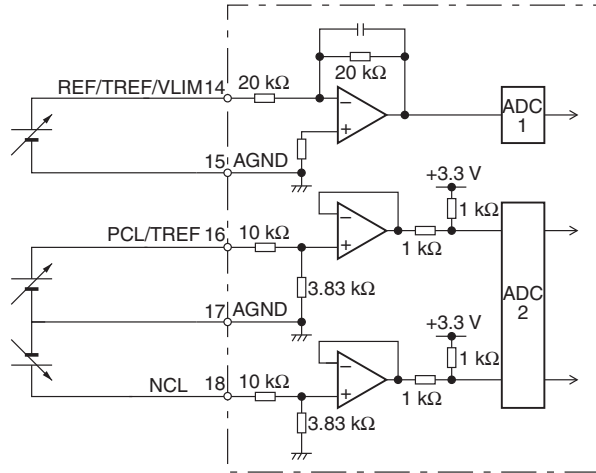 REF/TREF/VLIM 14
20 kΩ
20 kΩ
ADC
1
15 AGND
+3.3 V
1 kΩ
PCL/TREF 16
10 kΩ
1 kΩ
3.83 kΩ
ADC
2
17 AGND
+3.3 V
1 kΩ
NCL 18
10 kΩ
1 kΩ
3.83 kΩ